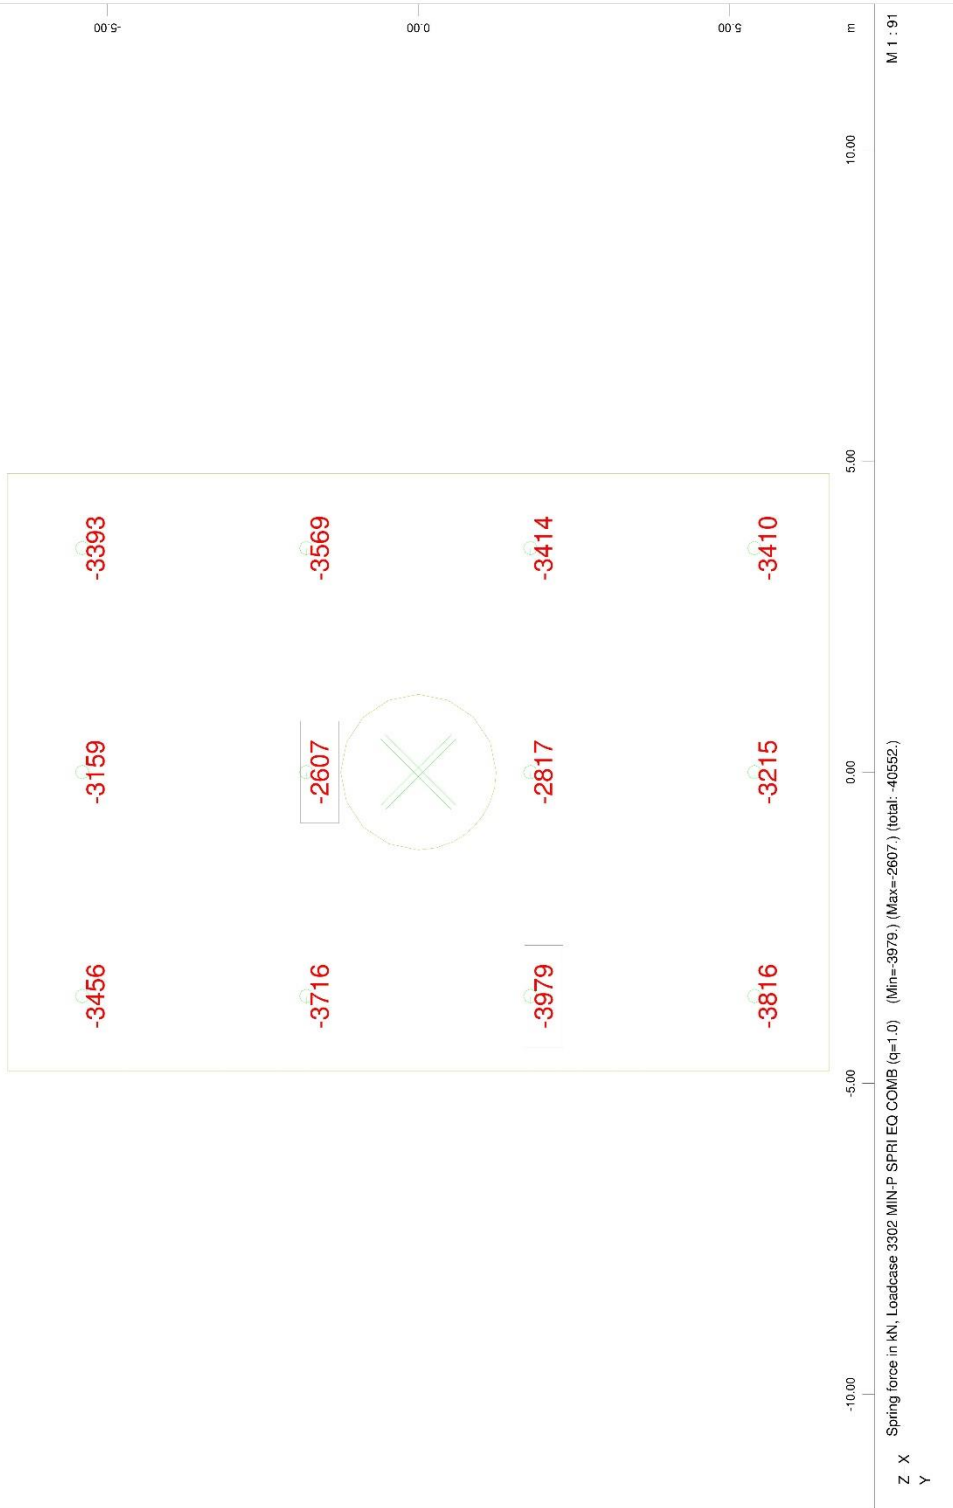 -5.00
-3456 -3159 -3393
-3716 -2607 -3569
0.00
-3979 -2817 -3414
5.00
-3816 -3215 -3410
-10.00 -5.00 0.00 5.00 10.00 m
Z X Spring force in kN, Loadcase 3302 MIN-P SPRI EQ COMB (q=1.0) (Min=-3979.) (Max=-2607.) (total: -40552.) M 1 : 91
Y